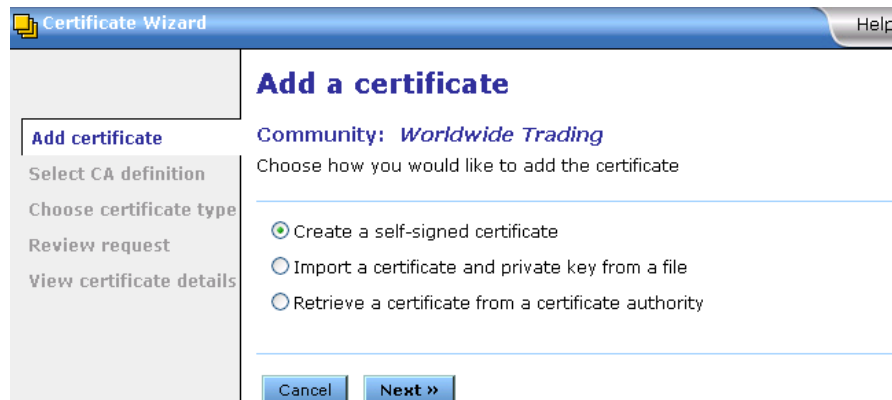 Certificate Wizard
Help
Add a certificate
Add certificate
Select CA definition
Choose certificate type
Review request
View certificate details
Community: Worldwide Trading
Choose how you would like to add the certificate
Create a self-signed certificate
Import a certificate and private key from a file
Retrieve a certificate from a certificate authority
Cancel
Next »